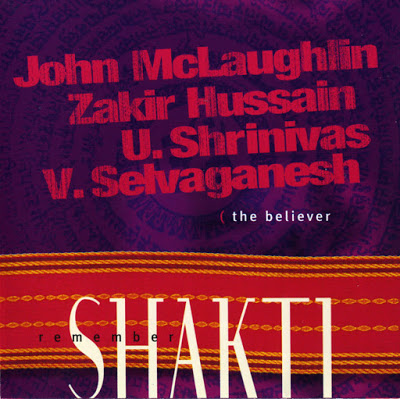 John McLaughlin
Zakir Hussain
U. Shrinivas
V. Selvaganesh
( the believer
remember
SHAKTI